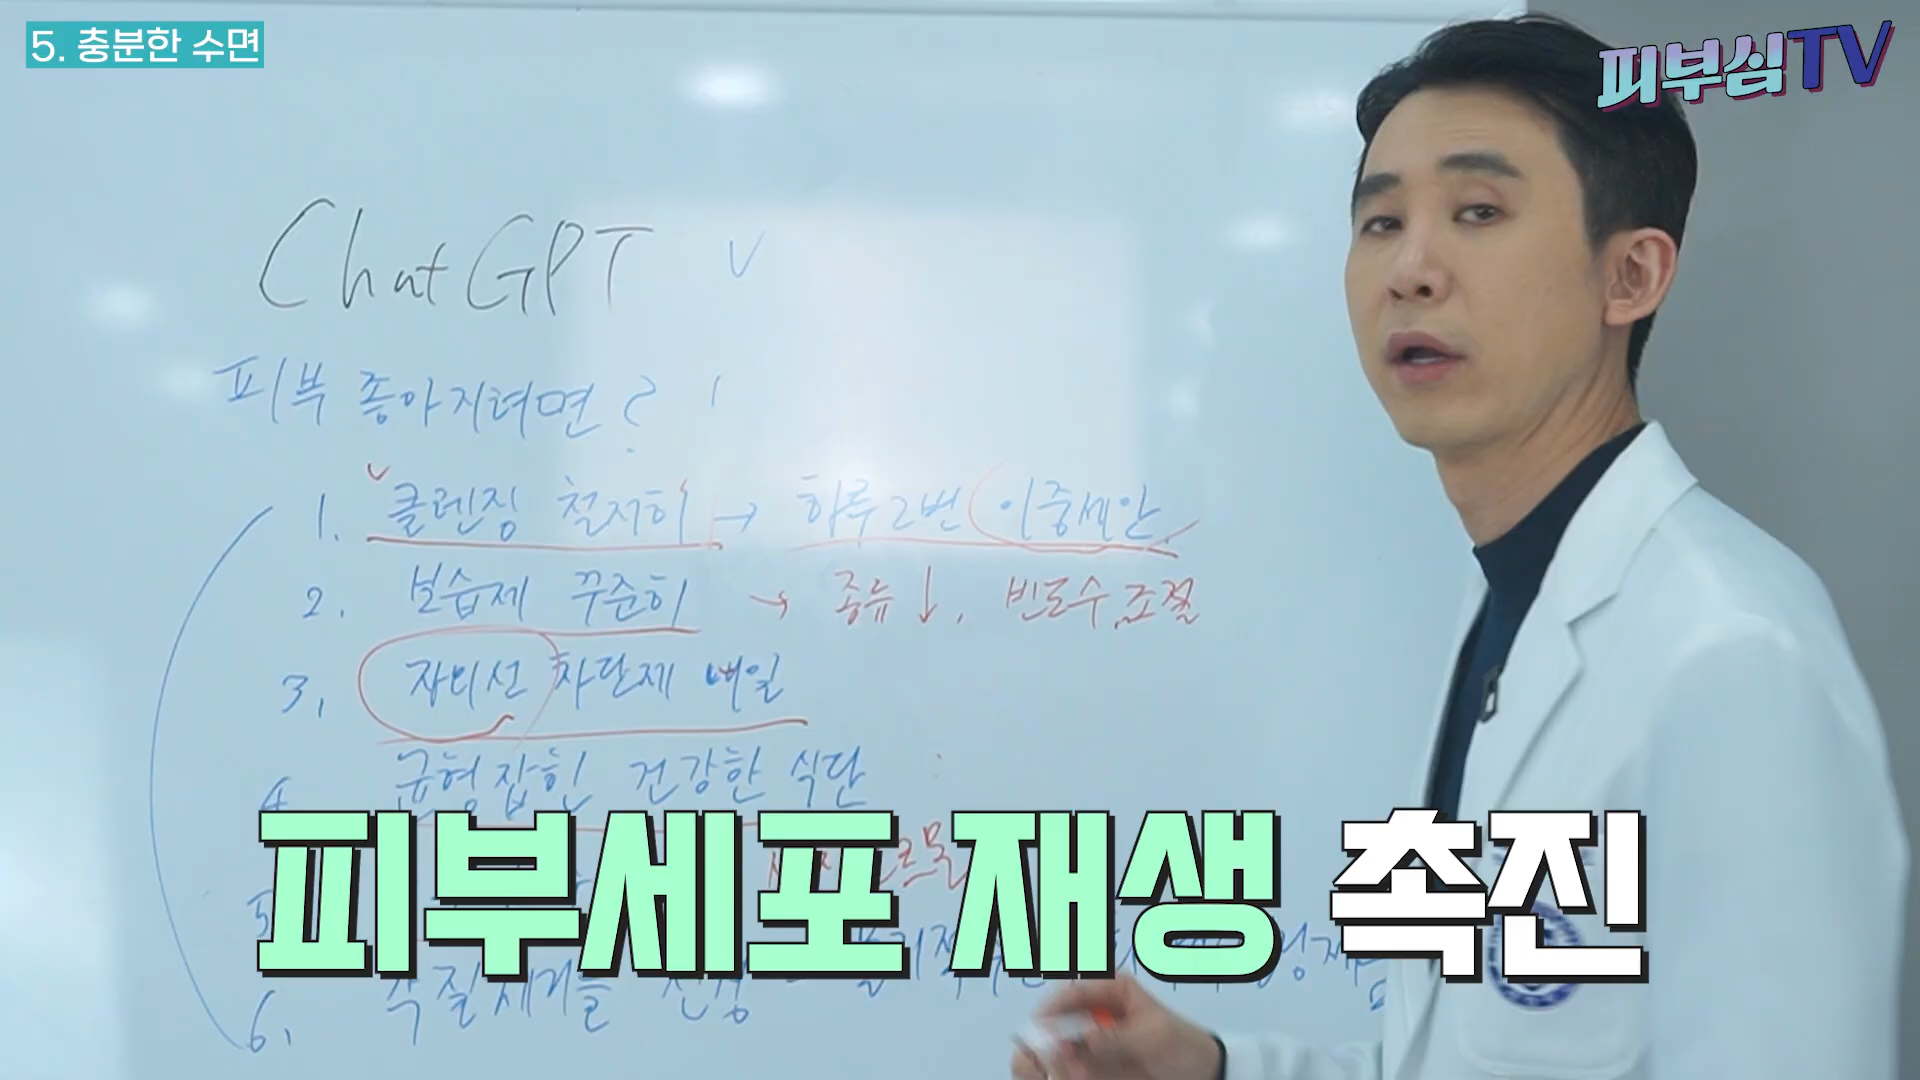 5. 충분한 수면
피부심TV
ChatGPT
피부 좋아지려면?
1. 클렌징 철저히 → 하루 2번 (이중세안)
2. 보습제 꾸준히 → 종류↓, 빈도수, 조절
3. 자외선 차단제 매일
4. 균형잡힌 건강한 식단
5
피부세포 재생 촉진
6. 각질제거를